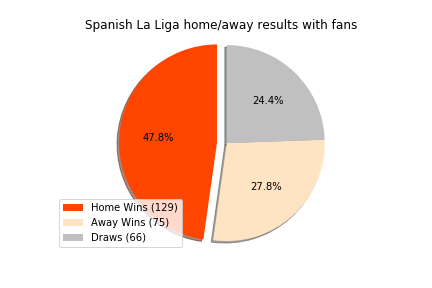 Spanish La Liga home/away results with fans
24.4%
47.8%
27.8%
Home Wins (129)
Away Wins (75)
Draws (66)